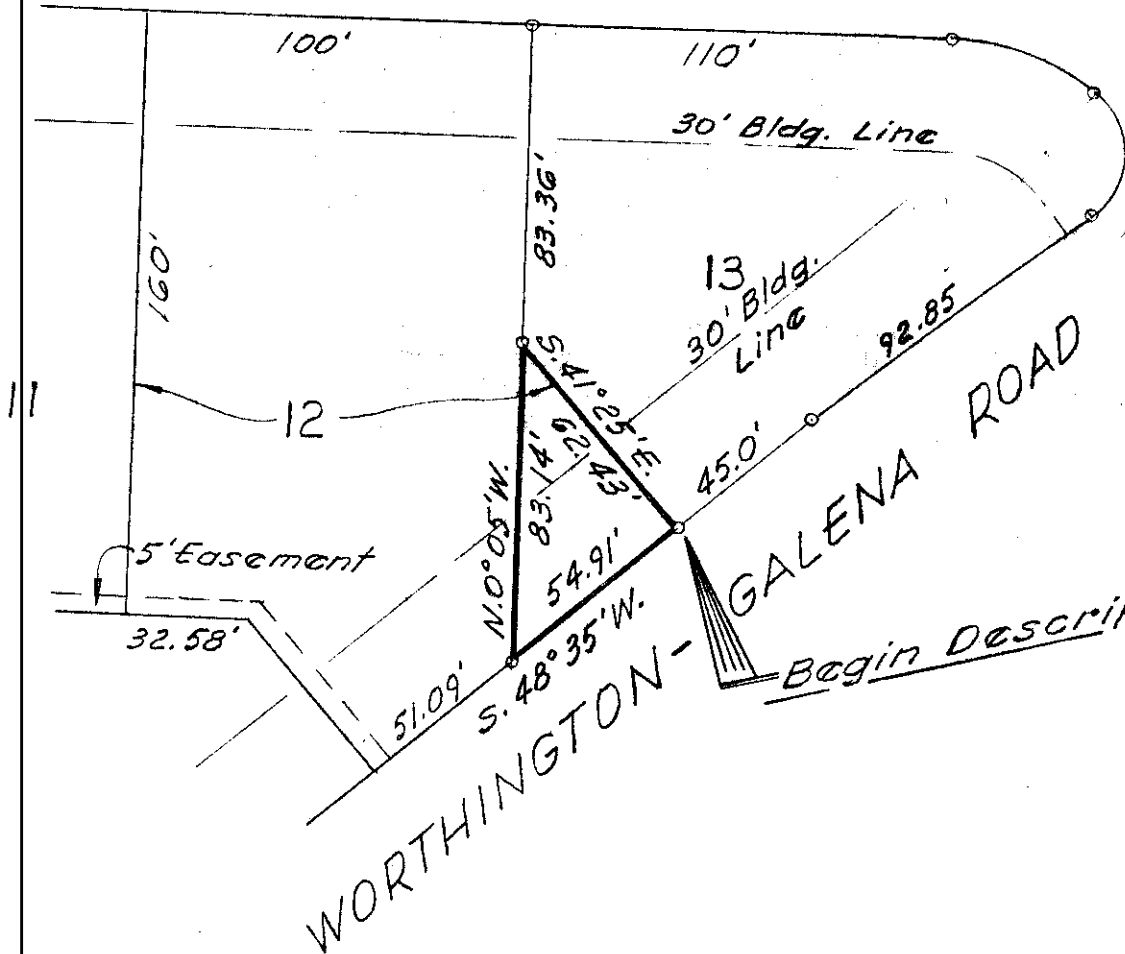 100'
110'
30' Bldg. Line
83.36'
160'
13
30' Bldg.
Line
92.85
S. 41° 25' E.
62.43'
11
12
N. 0° 05' W.
83.14'
45.0'
5' Easement
54.91'
32.58'
S. 48° 35' W.
51.09'
WORTHINGTON - GALENA ROAD
Begin Descri